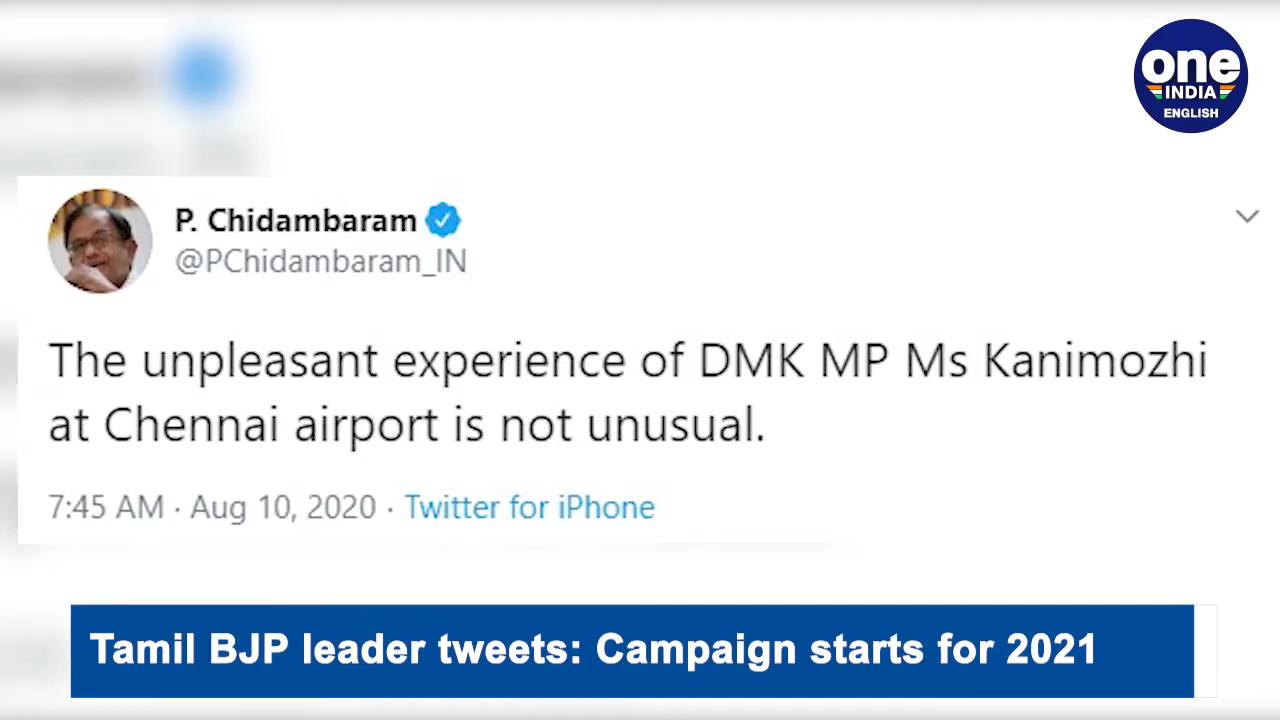 one
INDIA
ENGLISH
P. Chidambaram
@PChidambaram_IN
The unpleasant experience of DMK MP Ms Kanimozhi
at Chennai airport is not unusual.
7:45 AM · Aug 10, 2020 · Twitter for iPhone
Tamil BJP leader tweets: Campaign starts for 2021